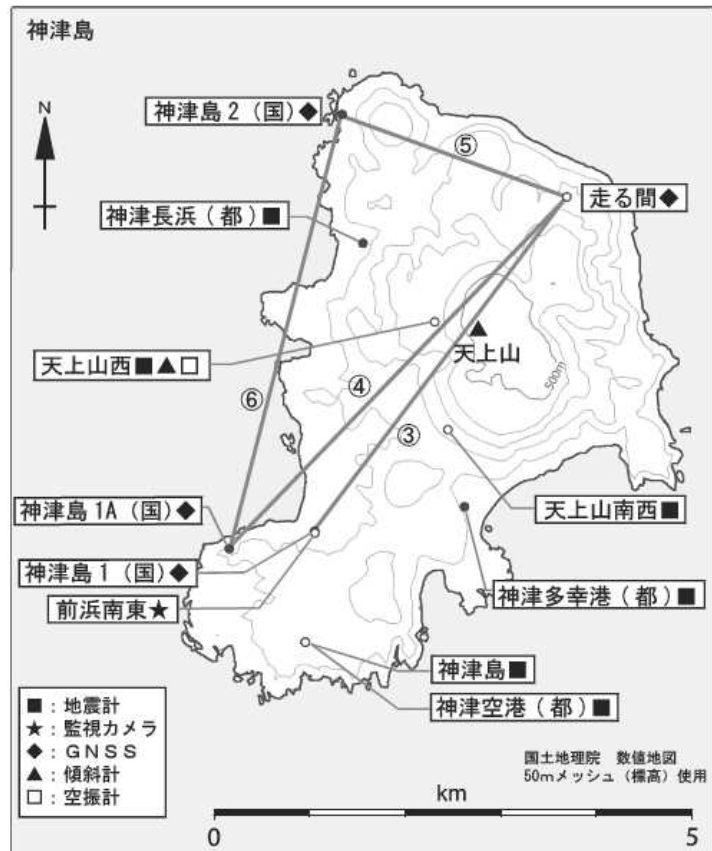 神津島
N
神津島2（国）◆
⑤
走る間◆
神津長浜（都）■
天上山西■▲□
天上山
500m
⑥
④
③
神津島1A（国）◆
天上山南西■
神津島1（国）◆
神津多幸港（都）■
前浜南東★
神津島■
神津空港（都）■
■：地震計
★：監視カメラ
◆：GNSS
▲：傾斜計
□：空振計
国土地理院　数値地図
50mメッシュ（標高）使用
km
0 5